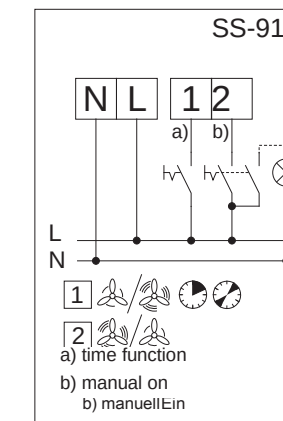 SS-91
N L 1 2
a) b)
L
N
1
2
a) time function
b) manual on
b) manuellEin